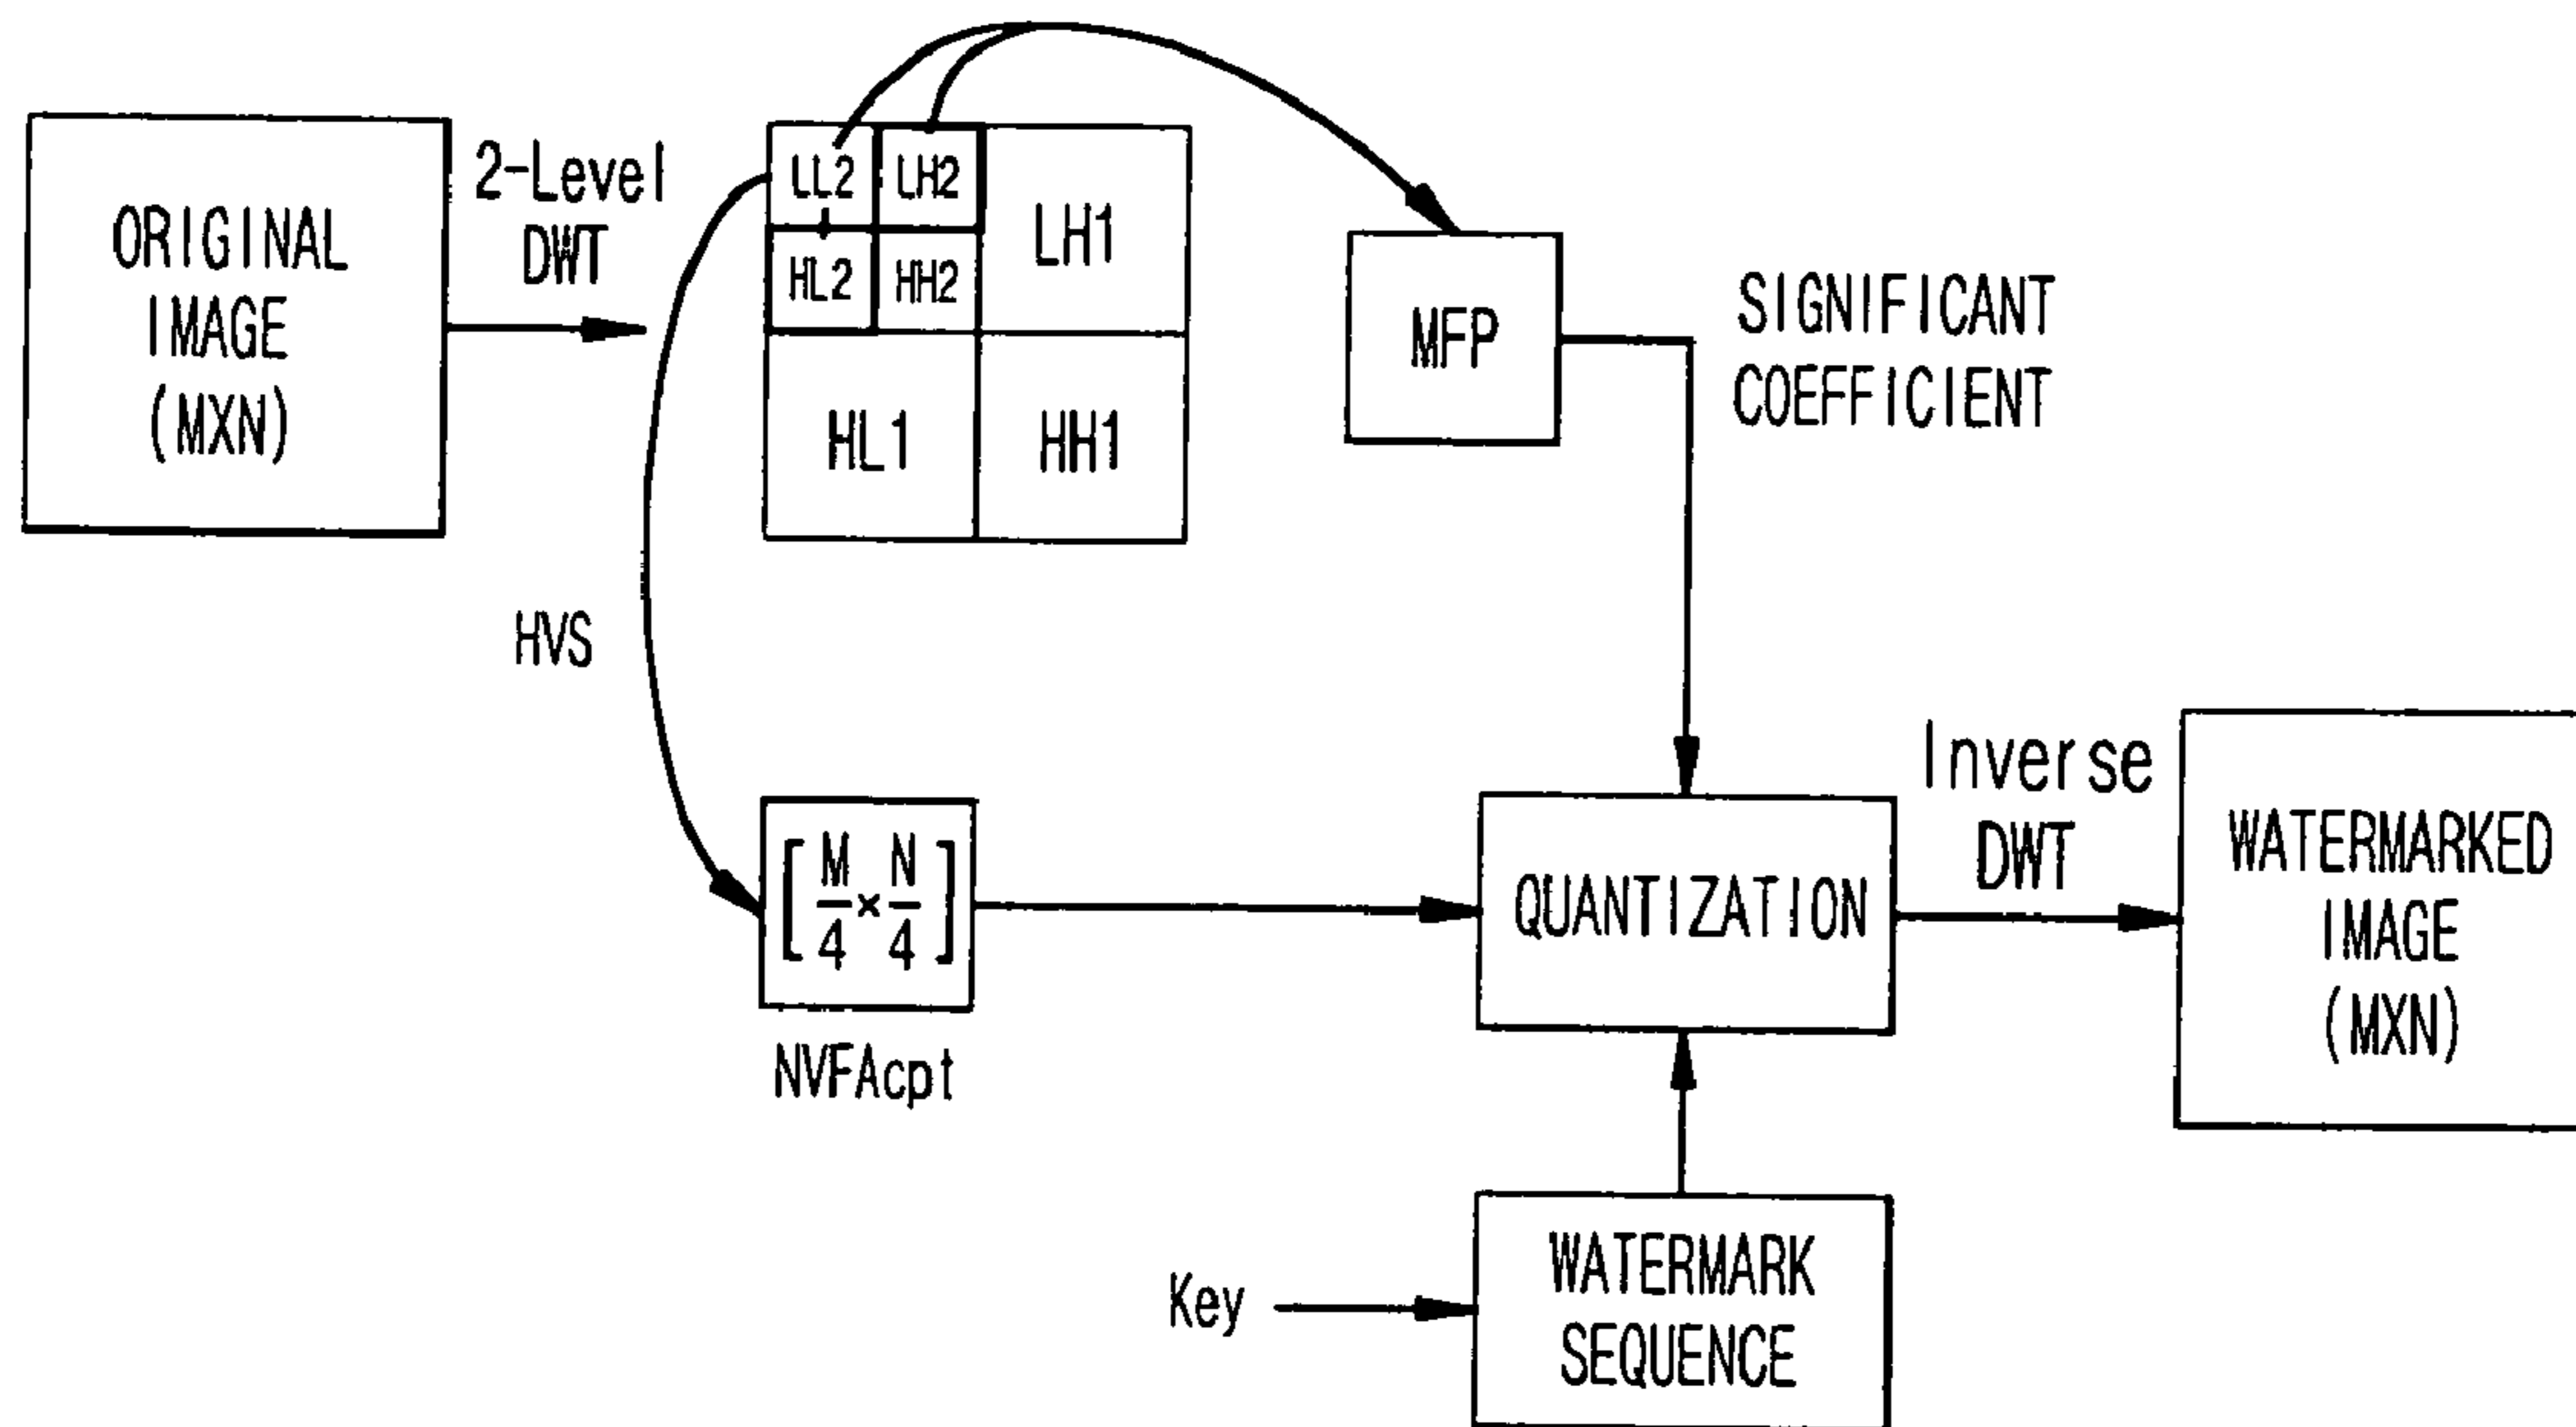 ORIGINAL
IMAGE
(MXN)
2-Level
DWT
LL2
LH2
HL2
HH2
LH1
HL1
HH1
MFP
SIGNIFICANT
COEFFICIENT
HVS
[M/4 × N/4]
NVFAcpt
QUANTIZATION
Inverse
DWT
WATERMARKED
IMAGE
(MXN)
Key
WATERMARK
SEQUENCE